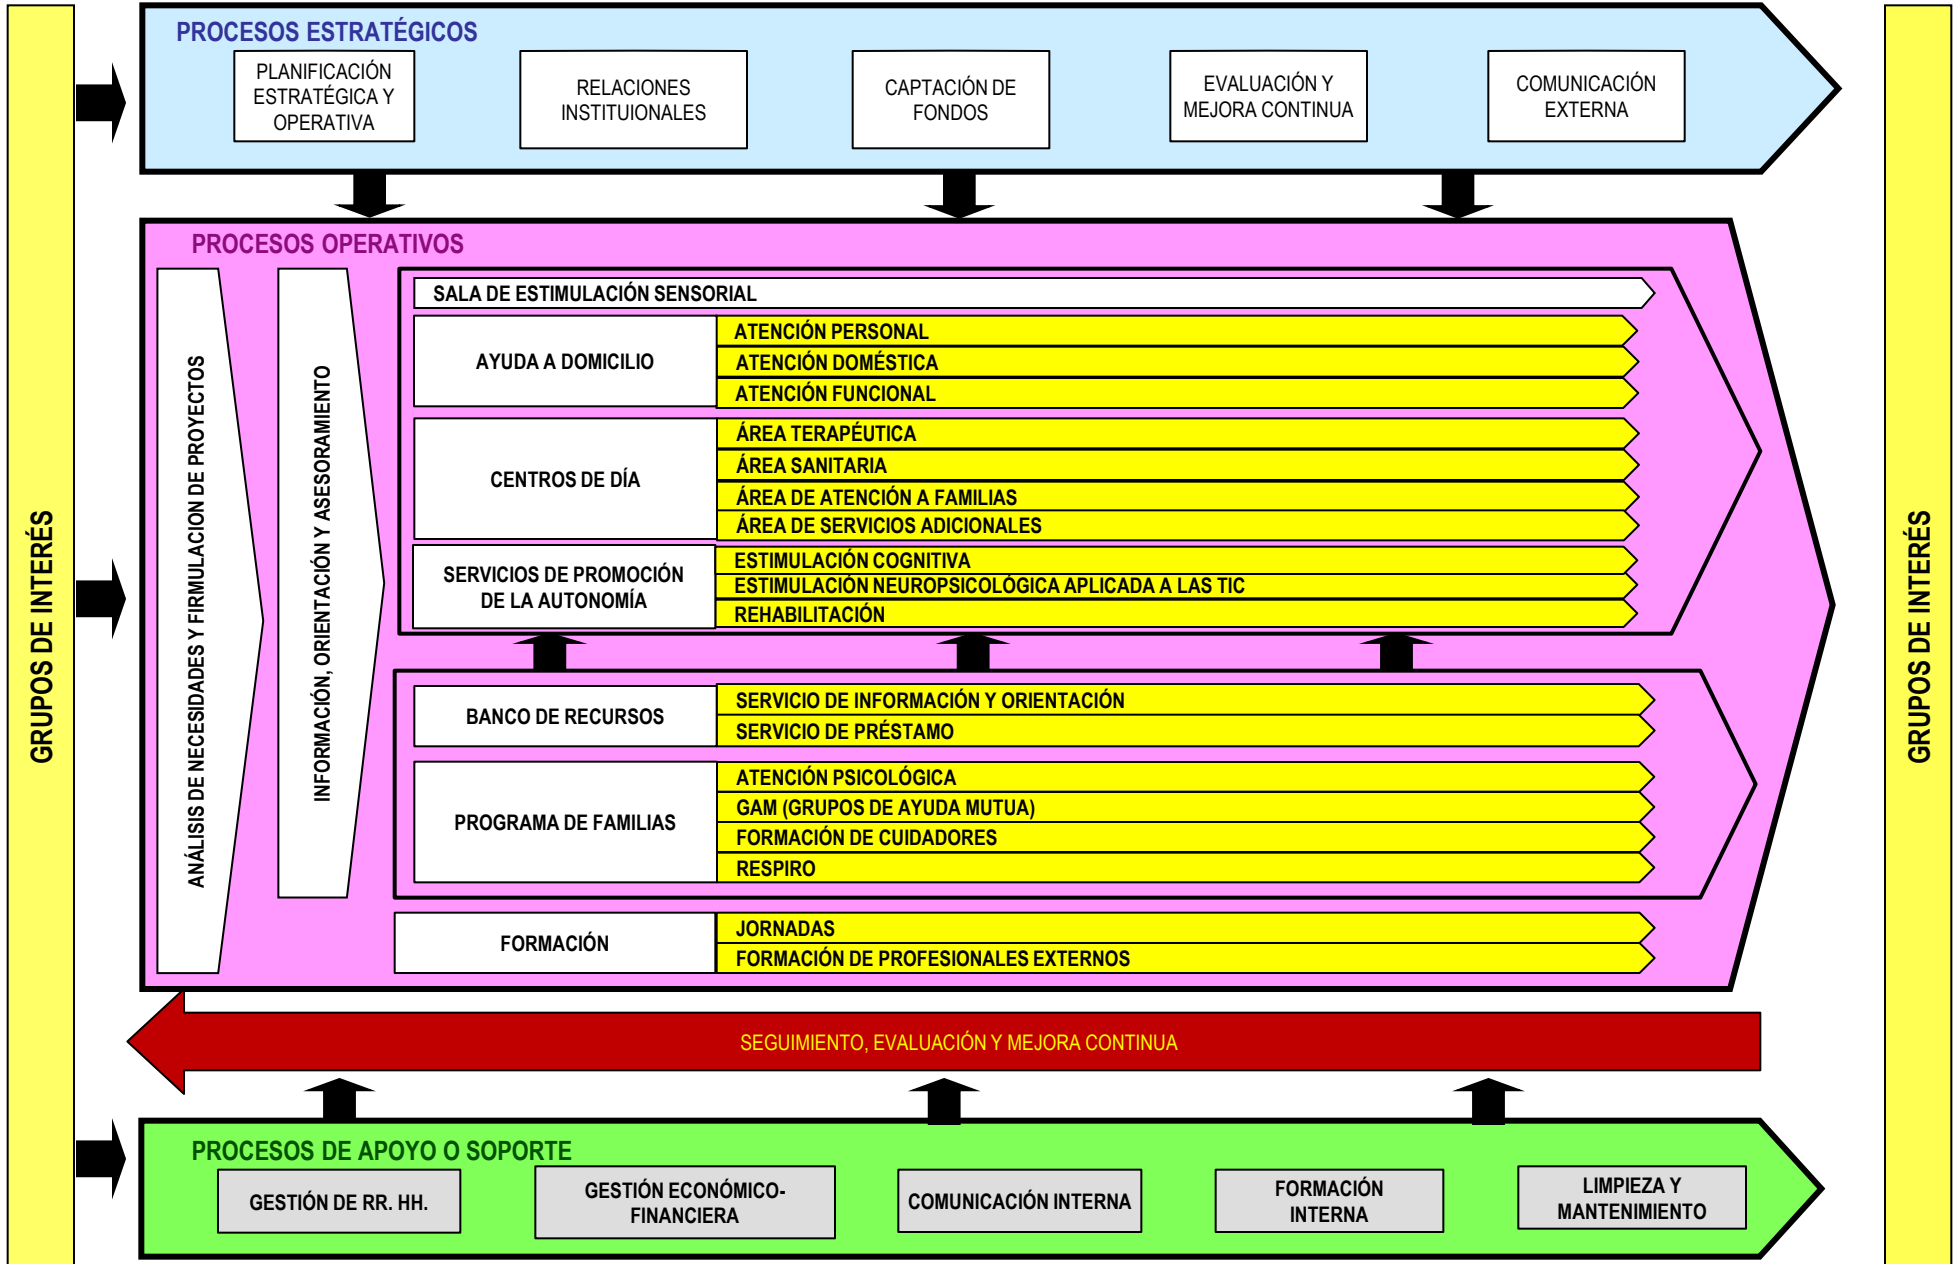 GRUPOS DE INTERÉS
PROCESOS ESTRATÉGICOS
PLANIFICACIÓN
ESTRATÉGICA Y
OPERATIVA
RELACIONES
INSTITUIONALES
CAPTACIÓN DE
FONDOS
EVALUACIÓN Y
MEJORA CONTINUA
COMUNICACIÓN
EXTERNA
PROCESOS OPERATIVOS
ANÁLISIS DE NECESIDADES Y FIRMULACION DE PROYECTOS
INFORMACIÓN, ORIENTACIÓN Y ASESORAMIENTO
SALA DE ESTIMULACIÓN SENSORIAL
AYUDA A DOMICILIO
ATENCIÓN PERSONAL
ATENCIÓN DOMÉSTICA
ATENCIÓN FUNCIONAL
CENTROS DE DÍA
ÁREA TERAPÉUTICA
ÁREA SANITARIA
ÁREA DE ATENCIÓN A FAMILIAS
ÁREA DE SERVICIOS ADICIONALES
SERVICIOS DE PROMOCIÓN
DE LA AUTONOMÍA
ESTIMULACIÓN COGNITIVA
ESTIMULACIÓN NEUROPSICOLÓGICA APLICADA A LAS TIC
REHABILITACIÓN
BANCO DE RECURSOS
SERVICIO DE INFORMACIÓN Y ORIENTACIÓN
SERVICIO DE PRÉSTAMO
PROGRAMA DE FAMILIAS
ATENCIÓN PSICOLÓGICA
GAM (GRUPOS DE AYUDA MUTUA)
FORMACIÓN DE CUIDADORES
RESPIRO
FORMACIÓN
JORNADAS
FORMACIÓN DE PROFESIONALES EXTERNOS
SEGUIMIENTO, EVALUACIÓN Y MEJORA CONTINUA
PROCESOS DE APOYO O SOPORTE
GESTIÓN DE RR. HH.
GESTIÓN ECONÓMICO-
FINANCIERA
COMUNICACIÓN INTERNA
FORMACIÓN
INTERNA
LIMPIEZA Y
MANTENIMIENTO
GRUPOS DE INTERÉS